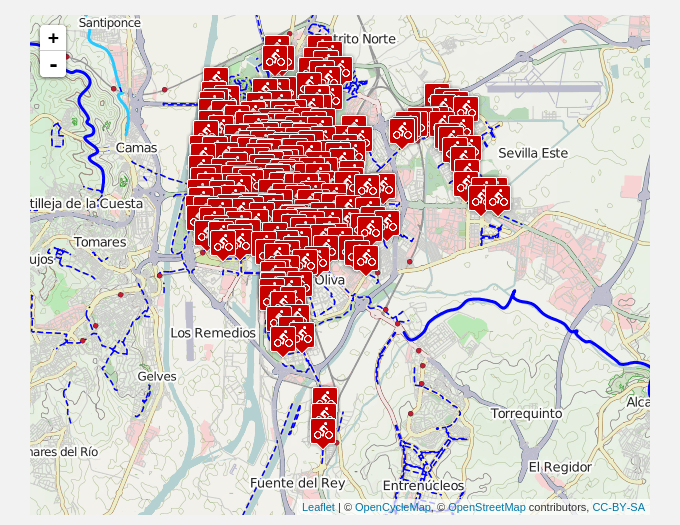 Santiponce
+
-
trito Norte
Camas
Sevilla Este
tilleja de la Cuesta
Tomares
ujos
Oliva
Los Remedios
Gelves
Alca
Torrequinto
nares del Río
El Regidor
Fuente del Rey
Entrenúcleos
Leaflet | © OpenCycleMap, © OpenStreetMap contributors, CC-BY-SA